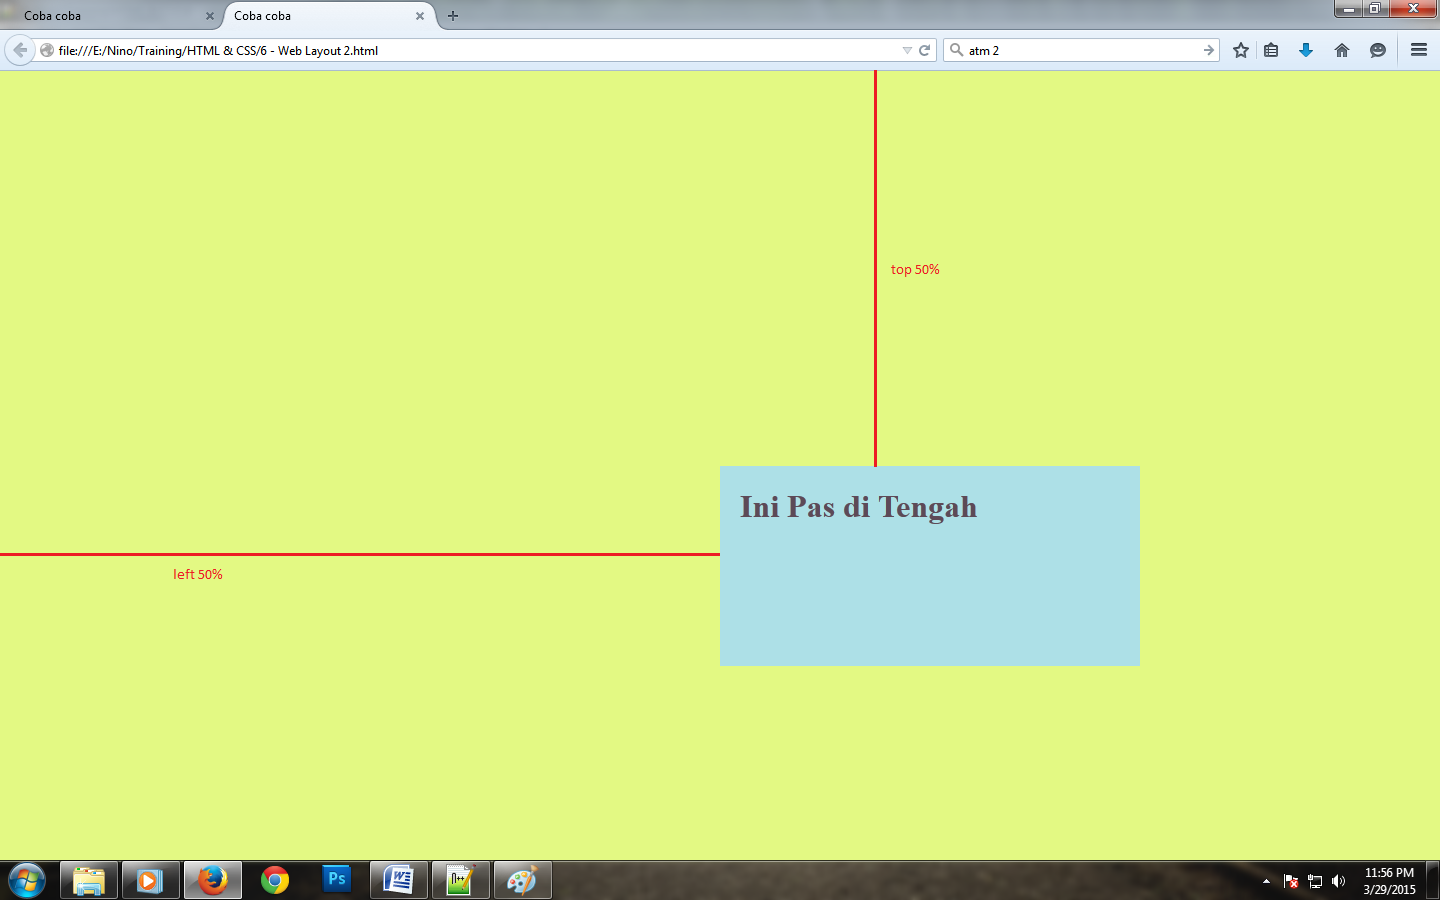 Coba coba
Coba coba
file:///E:/Nino/Training/HTML & CSS/6 - Web Layout 2.html
atm 2
top 50%
Ini Pas di Tengah
left 50%
Ps
W
11:56 PM
3/29/2015